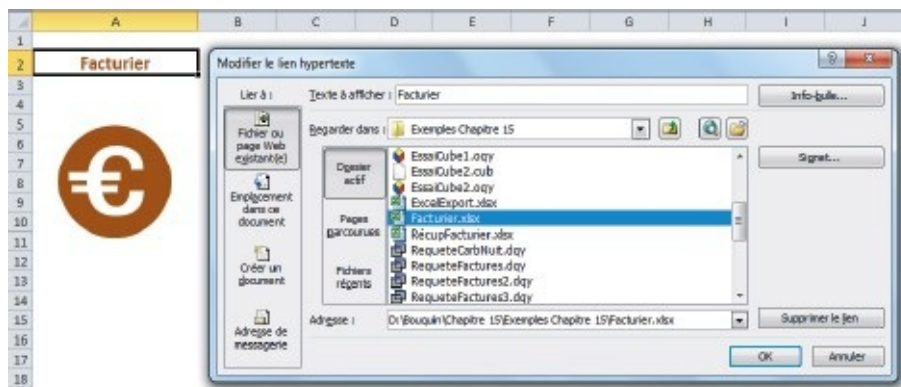 A B C D E F G H I J
1
2 Facturier
3
4
5
6
7
8
9
10
11
12
13
14
15
16
17
18
€
Modifier le lien hypertexte
Lier à :
Texte à afficher : Facturier
Info-bulle...
Fichier ou
page Web
existant(e)
Regarder dans : Exemples Chapitre 15
Signet...
Emplacement
dans ce
document
Créer un
document
Adresse de
messagerie
Dossier
actif
Pages
parcourues
Fichiers
récents
EssaiCube1.oqy
EssaiCube2.cub
EssaiCube2.oqy
ExcelExport.xlsx
Facturier.xlsx
RécupFacturier.xlsx
RequeteCarbNuit.dqy
RequeteFactures.dqy
RequeteFactures2.dqy
RequeteFactures3.dqy
Adresse : D:\Bouquin\Chapitre 15\Exemples Chapitre 15\Facturier.xlsx
Supprimer le lien
OK
Annuler